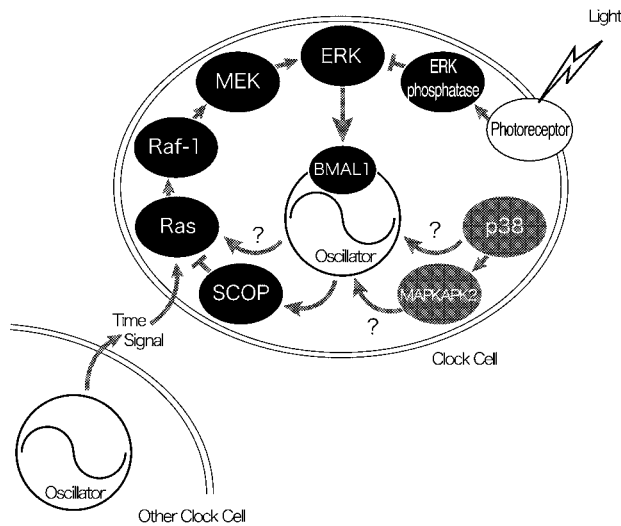 Light
ERK
MEK
ERK
phosphatase
Photoreceptor
Raf-1
BMAL1
Ras
?
Oscillator
?
p38
SCOP
MAPKAPK2
?
Time
Signal
Clock Cell
Oscillator
Other Clock Cell